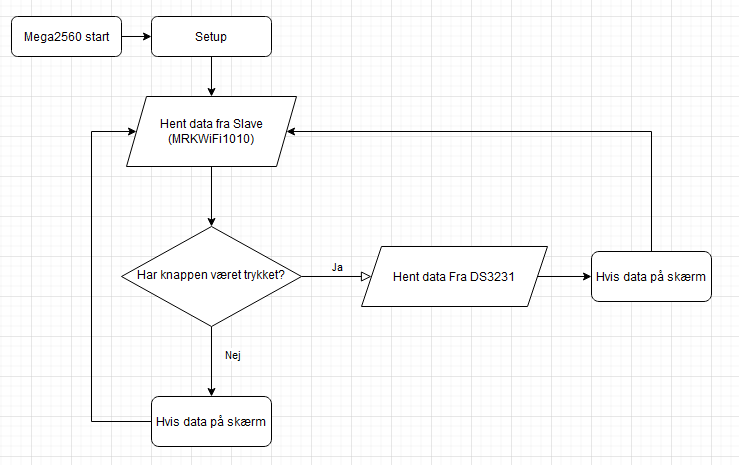 Mega2560 start
Setup
Hent data fra Slave
(MRKWiFi1010)
Har knappen været trykket?
Ja
Hent data Fra DS3231
Hvis data på skærm
Nej
Hvis data på skærm